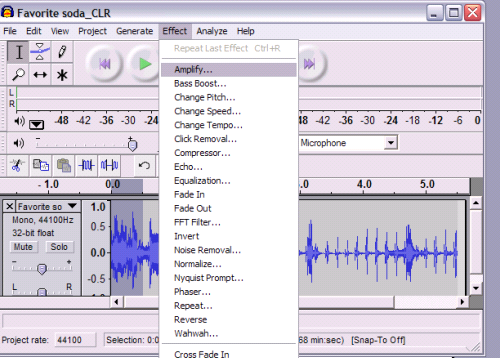 Favorite soda_CLR
File Edit View Project Generate Effect Analyze Help
Repeat Last Effect Ctrl+R
Amplify...
Bass Boost...
Change Pitch...
Change Speed...
Change Tempo...
Click Removal...
Compressor...
Echo...
Equalization...
Fade In
Fade Out
FFT Filter...
Invert
Noise Removal...
Normalize...
Nyquist Prompt...
Phaser...
Repeat...
Reverse
Wahwah...
Cross Fade In
L
R
-48 -42 -36 -30 -24
48 -42 -36 -30 -24 -18 -12 -6 0
Microphone
- 1.0 0.0 4.0 5.0
Favorite so
Mono, 44100Hz
32-bit float
Mute Solo
- +
L R
1.0
0.5
0.0
-0.5
Project rate: 44100
Selection: 0:0
68 min:sec) [Snap-To Off]